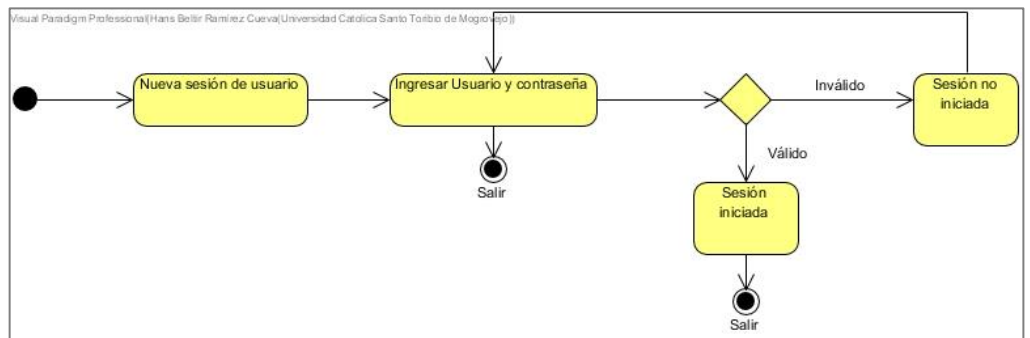 Visual Paradigm Professional(Hans Beltir Ramirez Cueva(Universidad Catolica Santo Toribio de Mogrovejo))
Nueva sesión de usuario
Ingresar Usuario y contraseña
Inválido
Sesión no
iniciada
Salir
Válido
Sesión
iniciada
Salir